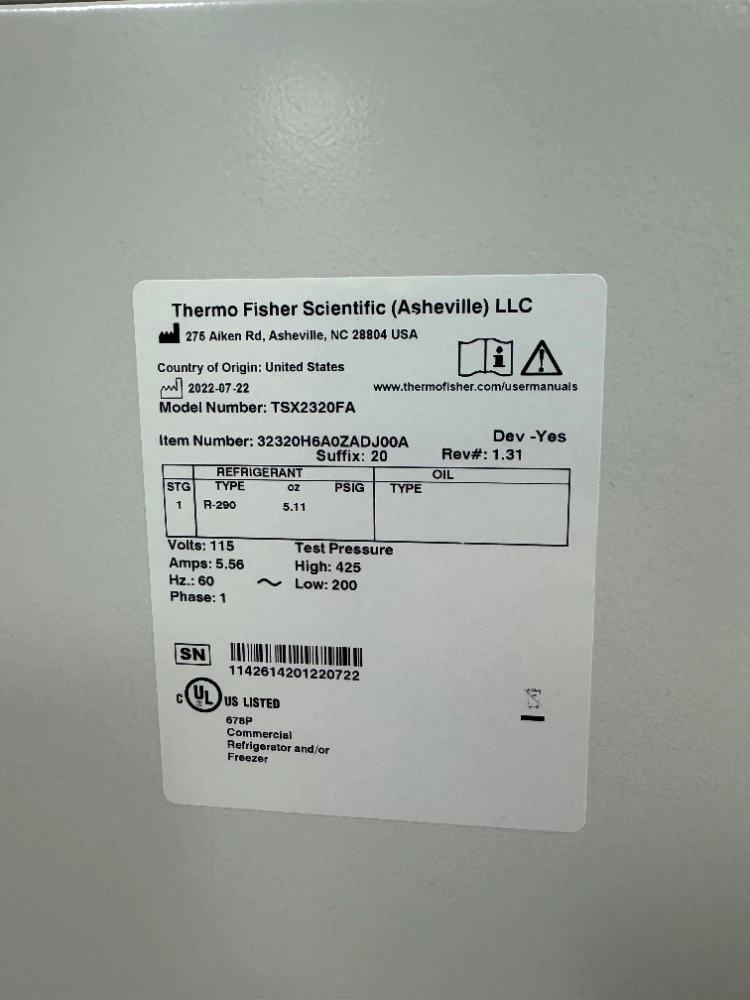 Thermo Fisher Scientific (Asheville) LLC
275 Aiken Rd, Asheville, NC 28804 USA
Country of Origin: United States
2022-07-22
www.thermofisher.com/usermanuals
Model Number: TSX2320FA
Item Number: 32320H6A0ZADJ00A Dev -Yes
Suffix: 20 Rev#: 1.31
REFRIGERANT OIL
STG TYPE oz PSIG TYPE
1 R-290 5.11
Volts: 115 Test Pressure
Amps: 5.56 High: 425
Hz.: 60 ~ Low: 200
Phase: 1
SN
1142614201220722
C UL US LISTED
678P
Commercial
Refrigerator and/or
Freezer